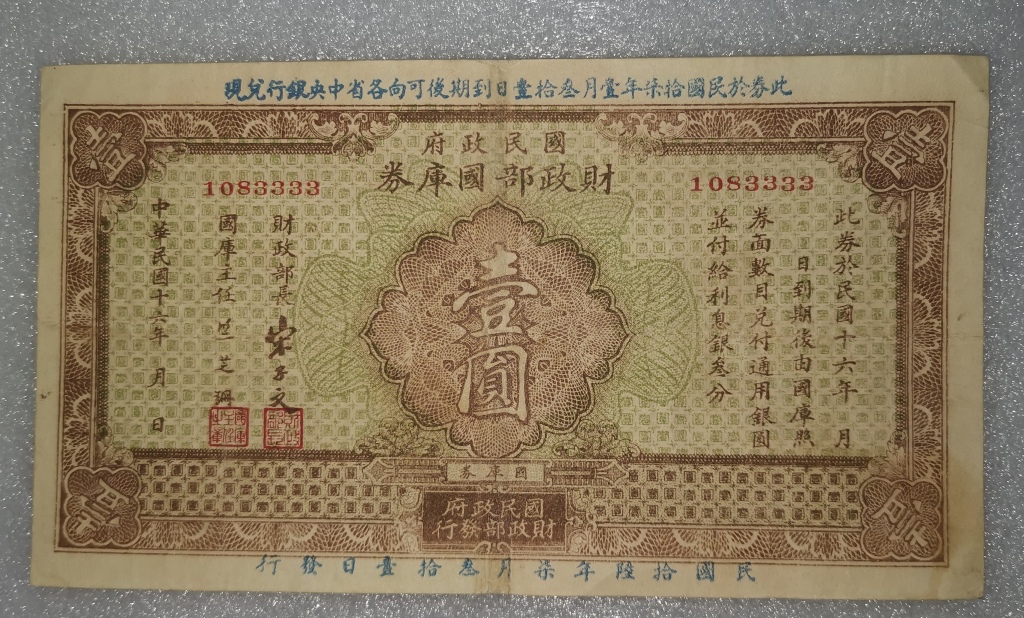 此券於民國拾柒年壹月叁拾壹日到期後可向各省中央銀行兌現
國民政府
財政部國庫券
1083333
1083333
此券於民國十六年 月
日到期後由國庫照
券面數目兌付通用銀圓
並付給利息銀叁分
壹圓
財政部長 宋子文
國庫主任
中華民國十六年 月 日
壹
壹
國庫券
國民政府
財政部發行
民國拾陸年柒月叁拾壹日發行